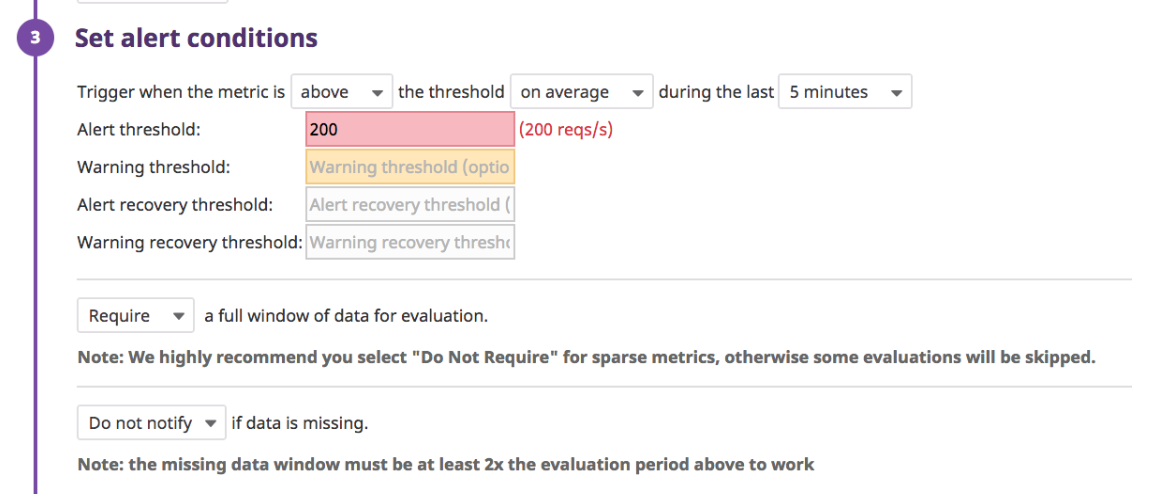 3 Set alert conditions
Trigger when the metric is above the threshold on average during the last 5 minutes
Alert threshold: 200 (200 reqs/s)
Warning threshold: Warning threshold (optio
Alert recovery threshold: Alert recovery threshold (
Warning recovery threshold: Warning recovery thresho
Require a full window of data for evaluation.
Note: We highly recommend you select "Do Not Require" for sparse metrics, otherwise some evaluations will be skipped.
Do not notify if data is missing.
Note: the missing data window must be at least 2x the evaluation period above to work